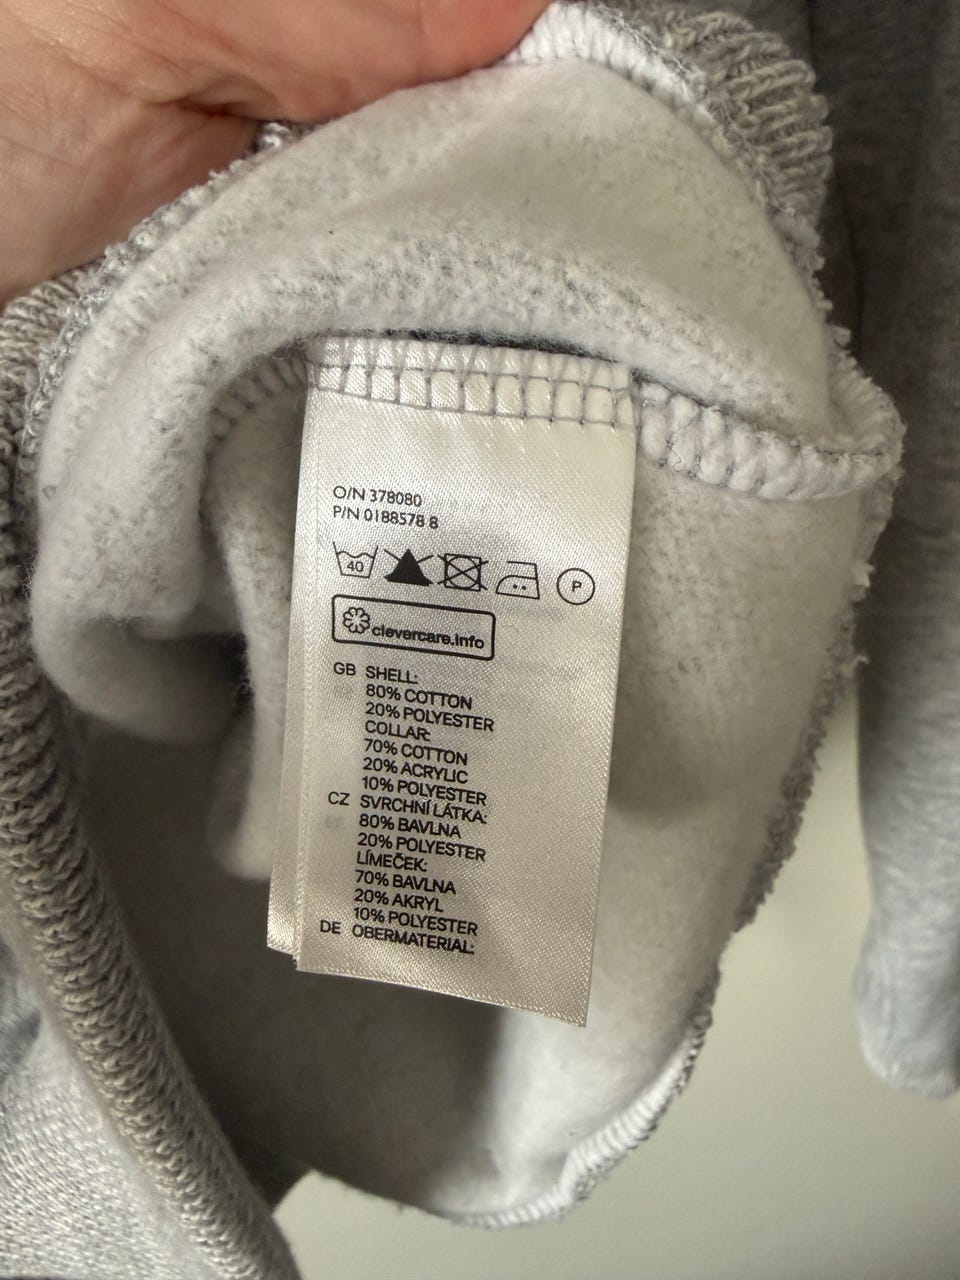 O/N 378080
P/N 0188578 8
40 P
clevercare.info
GB SHELL:
80% COTTON
20% POLYESTER
COLLAR:
70% COTTON
20% ACRYLIC
10% POLYESTER
CZ SVRCHNÍ LÁTKA:
80% BAVLNA
20% POLYESTER
LÍMEČEK:
70% BAVLNA
20% AKRYL
10% POLYESTER
DE OBERMATERIAL: